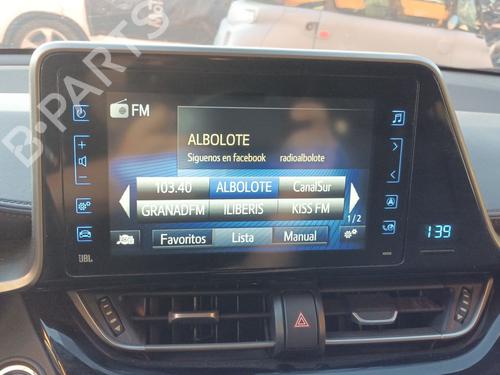 B-PARTS
FM
ALBOLOTE
Siguenos en facebook radioalbolote
103.40 ALBOLOTE CanalSur
GRANADFM ILIBERIS KISS FM
1/2
Favoritos Lista Manual
JBL
139